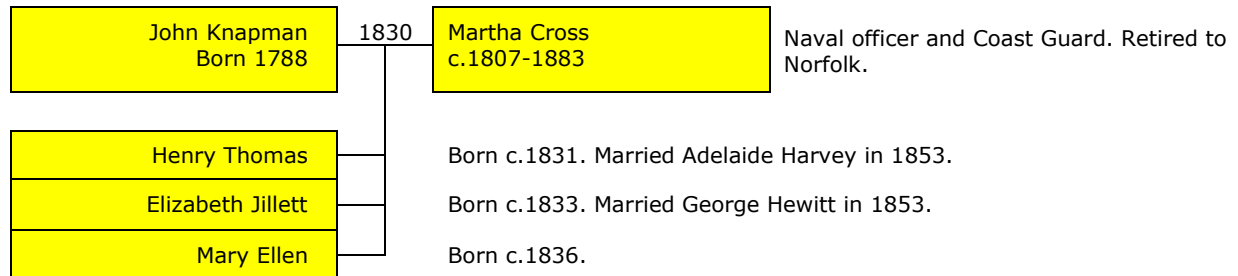 John Knapman
Born 1788
1830
Martha Cross
c.1807-1883
Naval officer and Coast Guard. Retired to
Norfolk.
Henry Thomas
Born c.1831. Married Adelaide Harvey in 1853.
Elizabeth Jillett
Born c.1833. Married George Hewitt in 1853.
Mary Ellen
Born c.1836.